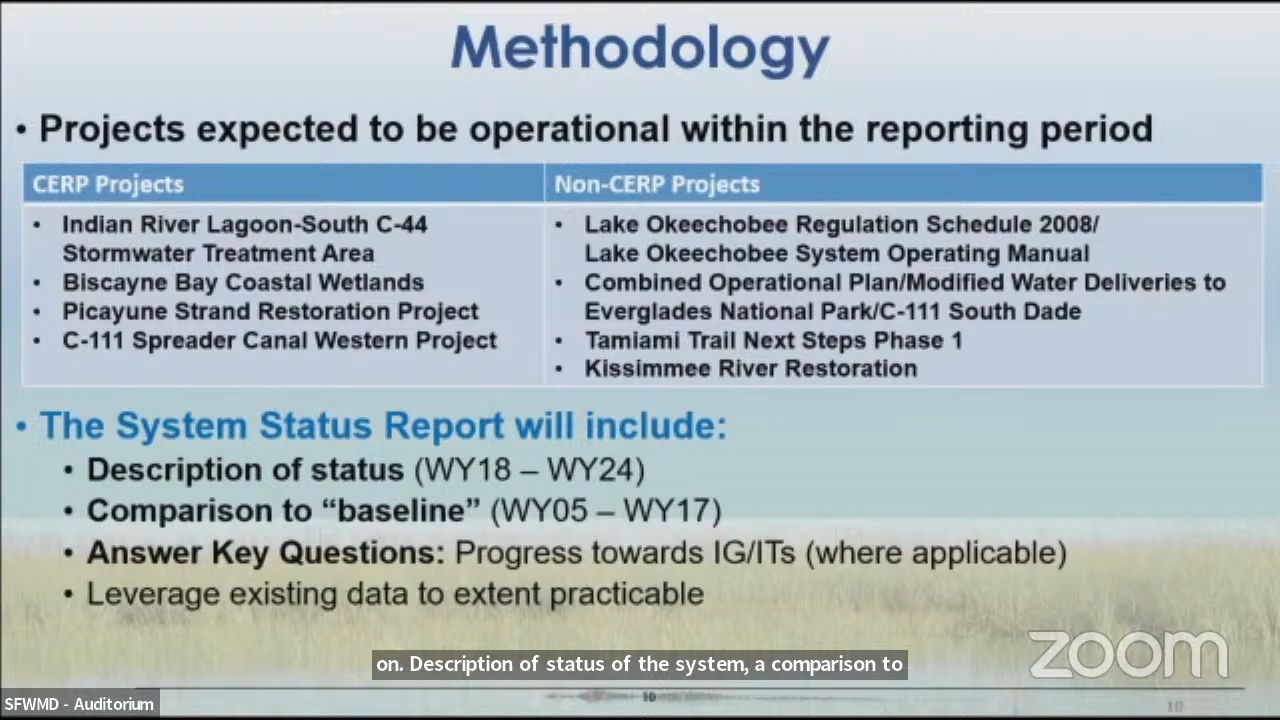 Methodology
• Projects expected to be operational within the reporting period
CERP Projects
• Indian River Lagoon-South C-44
Stormwater Treatment Area
• Biscayne Bay Coastal Wetlands
• Picayune Strand Restoration Project
• C-111 Spreader Canal Western Project
Non-CERP Projects
• Lake Okeechobee Regulation Schedule 2008/
Lake Okeechobee System Operating Manual
• Combined Operational Plan/Modified Water Deliveries to
Everglades National Park/C-111 South Dade
• Tamiami Trail Next Steps Phase 1
• Kissimmee River Restoration
• The System Status Report will include:
• Description of status (WY18 – WY24)
• Comparison to “baseline” (WY05 – WY17)
• Answer Key Questions: Progress towards IG/ITs (where applicable)
• Leverage existing data to extent practicable
zoom
on. Description of status of the system, a comparison to
10
SFWMD - Auditorium
10